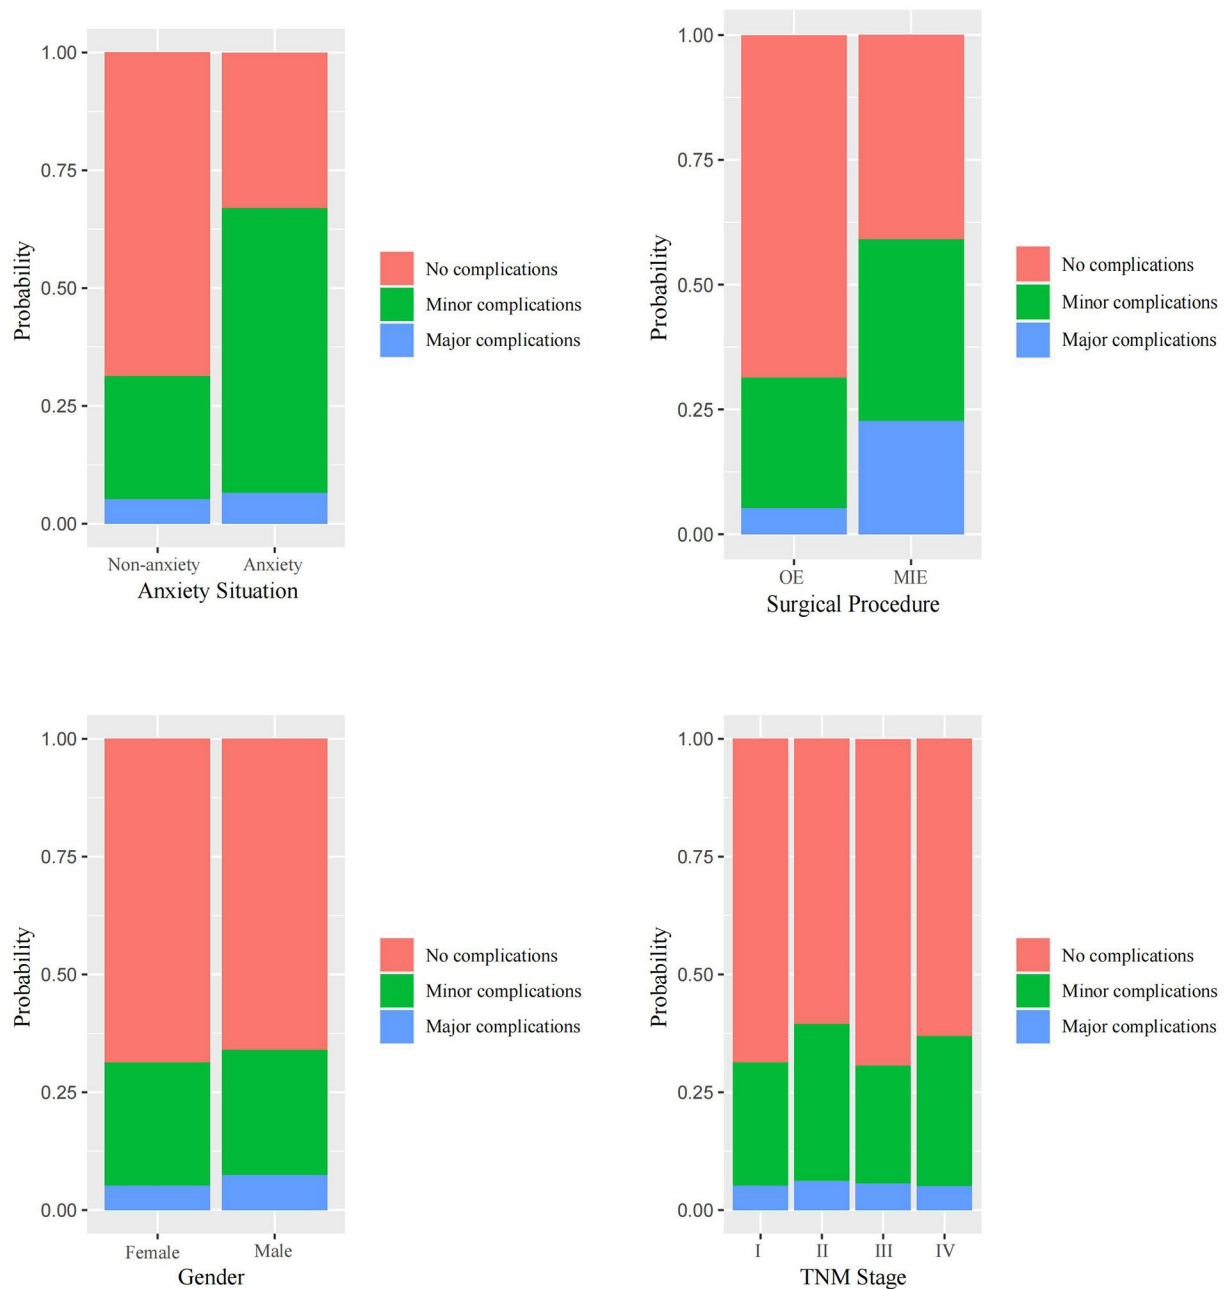 1.00
0.75
0.50
0.25
0.00
Probability
Non-anxiety Anxiety
Anxiety Situation
No complications
Minor complications
Major complications
1.00
0.75
0.50
0.25
0.00
Probability
OE MIE
Surgical Procedure
No complications
Minor complications
Major complications
1.00
0.75
0.50
0.25
0.00
Probability
Female Male
Gender
No complications
Minor complications
Major complications
1.00
0.75
0.50
0.25
0.00
Probability
I II III IV
TNM Stage
No complications
Minor complications
Major complications